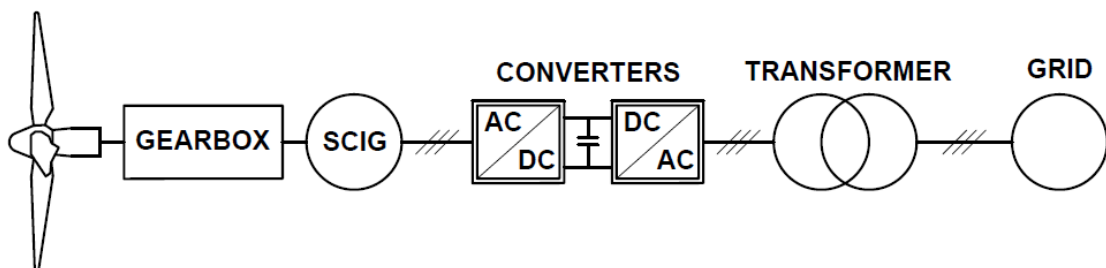 CONVERTERS
TRANSFORMER
GRID
GEARBOX
SCIG
AC
DC
DC
AC